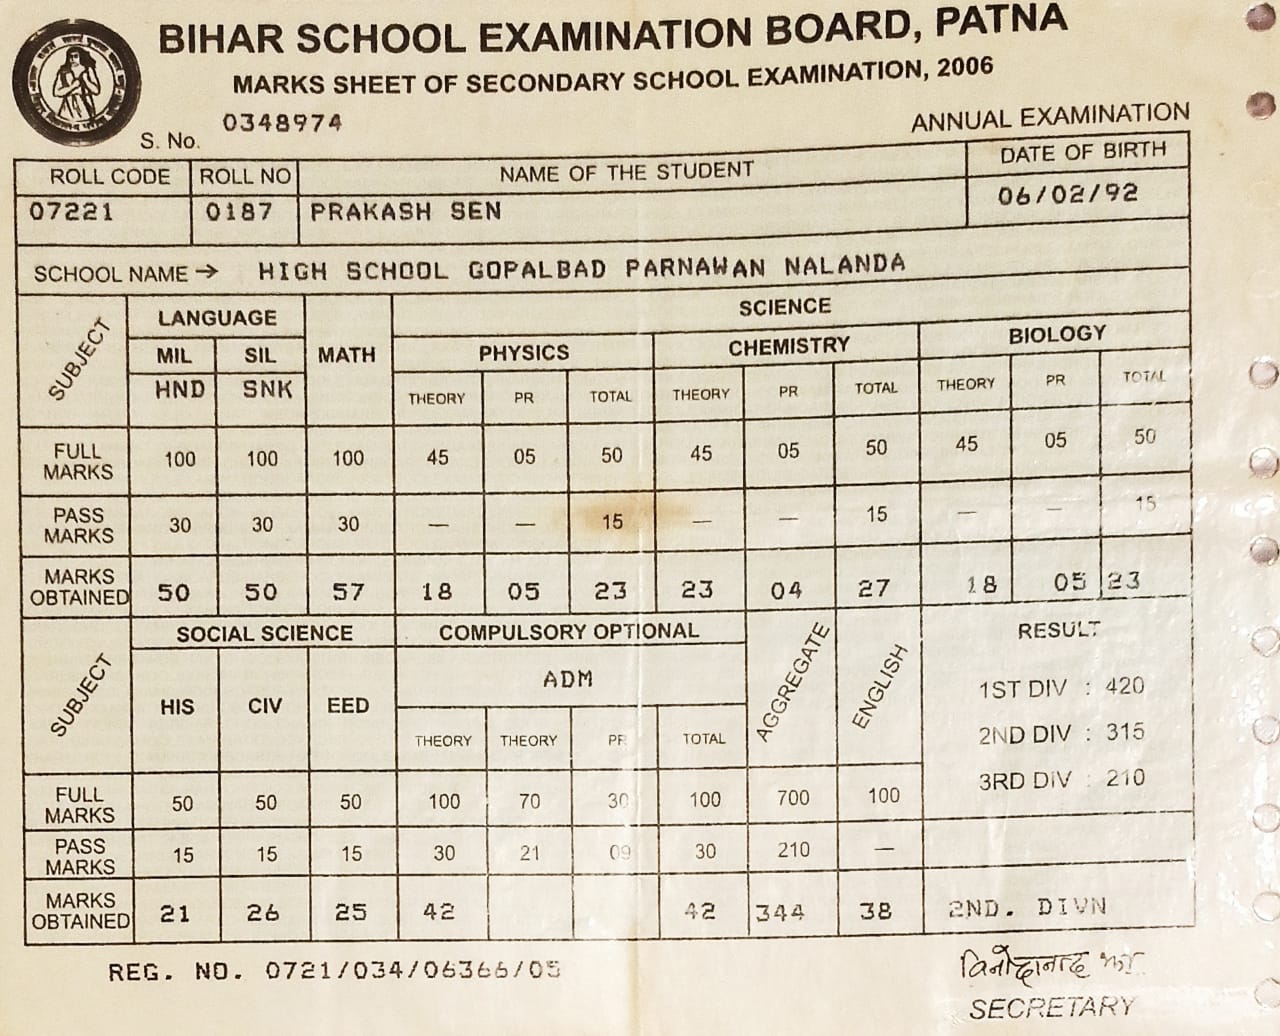 BIHAR SCHOOL EXAMINATION BOARD, PATNA
MARKS SHEET OF SECONDARY SCHOOL EXAMINATION, 2006
S. No. 0348974
ANNUAL EXAMINATION
ROLL CODE ROLL NO NAME OF THE STUDENT DATE OF BIRTH
07221 0187 PRAKASH SEN 06/02/92
SCHOOL NAME → HIGH SCHOOL GOPALBAD PARNAWAN NALANDA
SUBJECT LANGUAGE MATH SCIENCE
MIL SIL PHYSICS CHEMISTRY BIOLOGY
HND SNK THEORY PR TOTAL THEORY PR TOTAL THEORY PR TOTAL
FULL MARKS 100 100 100 45 05 50 45 05 50 45 05 50
PASS MARKS 30 30 30 — — 15 — — 15 — — 15
MARKS OBTAINED 50 50 57 18 05 23 23 04 27 18 05 23
SUBJECT SOCIAL SCIENCE COMPULSORY OPTIONAL AGGREGATE ENGLISH RESULT
HIS CIV EED ADM
THEORY THEORY PR TOTAL
1ST DIV : 420
2ND DIV : 315
3RD DIV : 210
FULL MARKS 50 50 50 100 70 30 100 700 100
PASS MARKS 15 15 15 30 21 09 30 210 —
MARKS OBTAINED 21 26 25 42 42 344 38 2ND. DIVN
REG. NO. 0721/034/06366/05
विनोदानन्द झा
SECRETARY